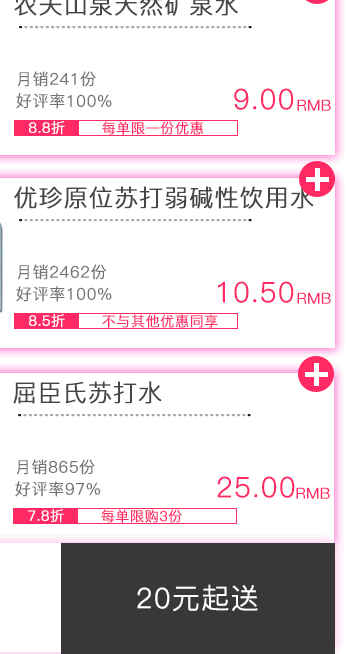 农夫山泉天然矿泉水
月销241份
好评率100%
9.00RMB
8.8折 每单限一份优惠
优珍原位苏打弱碱性饮用水
月销2462份
好评率100%
10.50RMB
8.5折 不与其他优惠同享
屈臣氏苏打水
月销865份
好评率97%
25.00RMB
7.8折 每单限购3份
20元起送